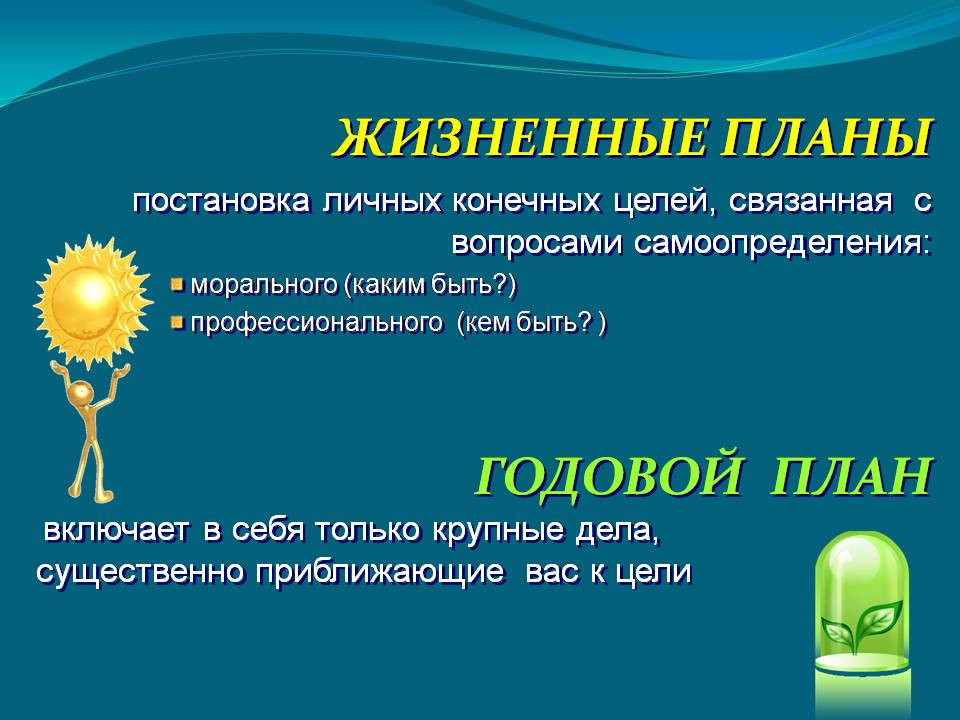 ЖИЗНЕННЫЕ ПЛАНЫ
постановка личных конечных целей, связанная с
вопросами самоопределения:
морального (каким быть?)
профессионального (кем быть? )
ГОДОВОЙ ПЛАН
включает в себя только крупные дела,
существенно приближающие вас к цели